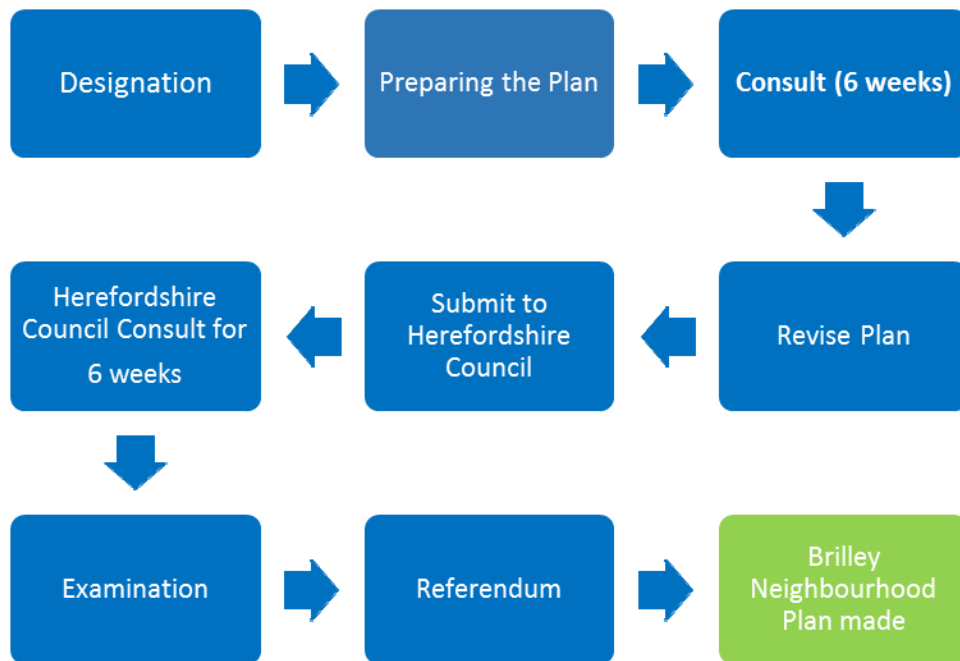 Designation
Preparing the Plan
Consult (6 weeks)
Revise Plan
Submit to
Herefordshire
Council
Herefordshire
Council Consult for
6 weeks
Examination
Referendum
Brilley
Neighbourhood
Plan made